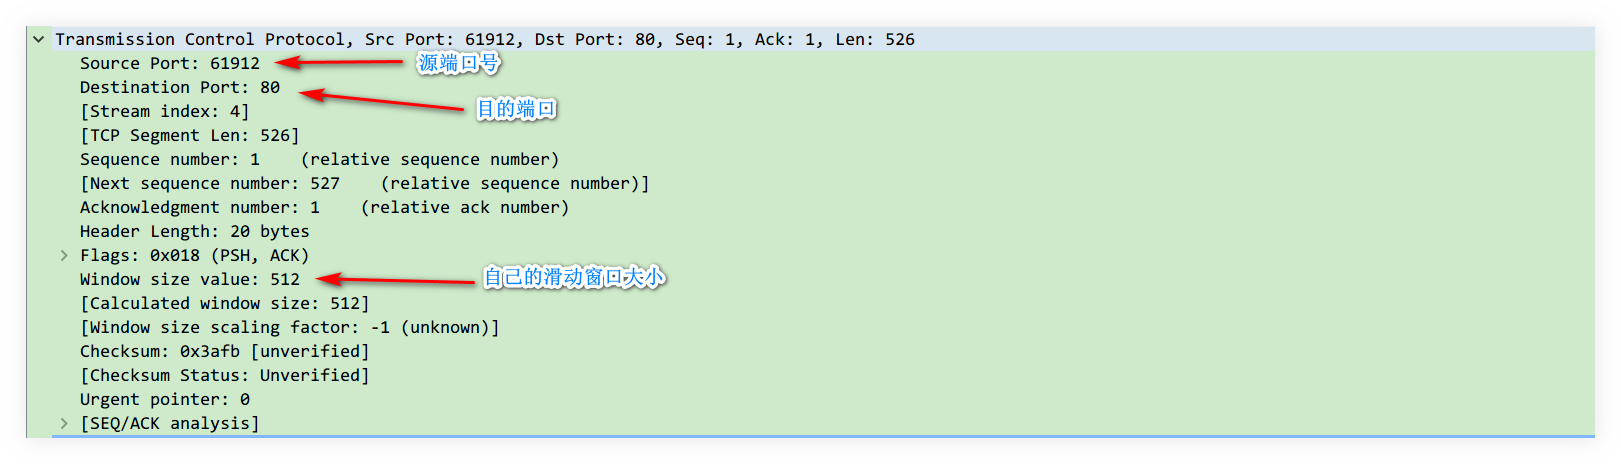 Transmission Control Protocol, Src Port: 61912, Dst Port: 80, Seq: 1, Ack: 1, Len: 526
Source Port: 61912
源端口号
Destination Port: 80
目的端口
[Stream index: 4]
[TCP Segment Len: 526]
Sequence number: 1    (relative sequence number)
[Next sequence number: 527    (relative sequence number)]
Acknowledgment number: 1    (relative ack number)
Header Length: 20 bytes
Flags: 0x018 (PSH, ACK)
Window size value: 512
自己的滑动窗口大小
[Calculated window size: 512]
[Window size scaling factor: -1 (unknown)]
Checksum: 0x3afb [unverified]
[Checksum Status: Unverified]
Urgent pointer: 0
[SEQ/ACK analysis]